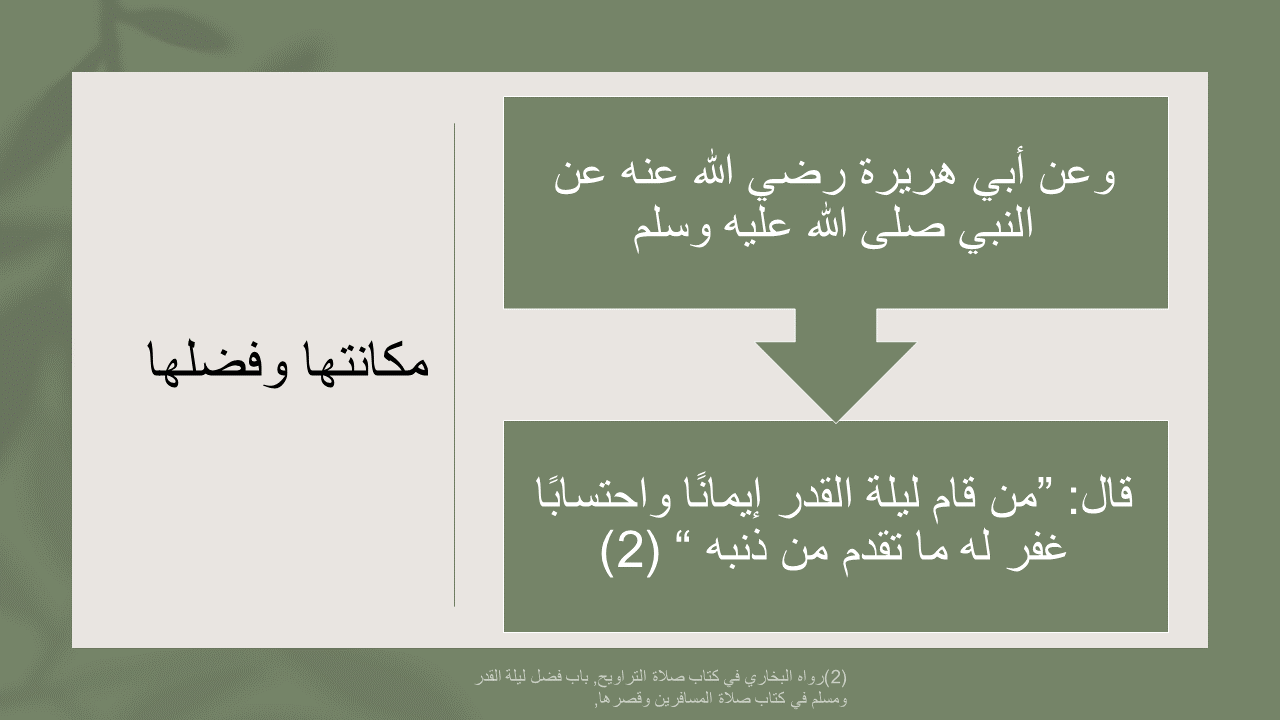 مكانتها وفضلها
وعن أبي هريرة رضي الله عنه عن
النبي صلى الله عليه وسلم
قال: ”من قام ليلة القدر إيمانًا واحتسابًا
غفر له ما تقدم من ذنبه “ (2)
(2)رواه البخاري في كتاب صلاة التراويح, باب فضل ليلة القدر
ومسلم في كتاب صلاة المسافرين وقصرها,